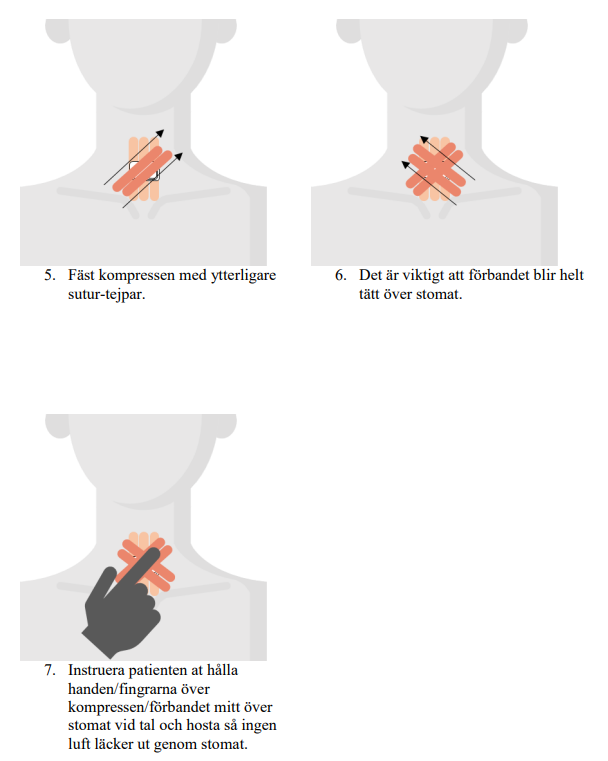 5. Fäst kompressen med ytterligare
sutur-tejpar.
6. Det är viktigt att förbandet blir helt
tätt över stomat.
7. Instruera patienten at hålla
handen/fingrarna över
kompressen/förbandet mitt över
stomat vid tal och hosta så ingen
luft läcker ut genom stomat.